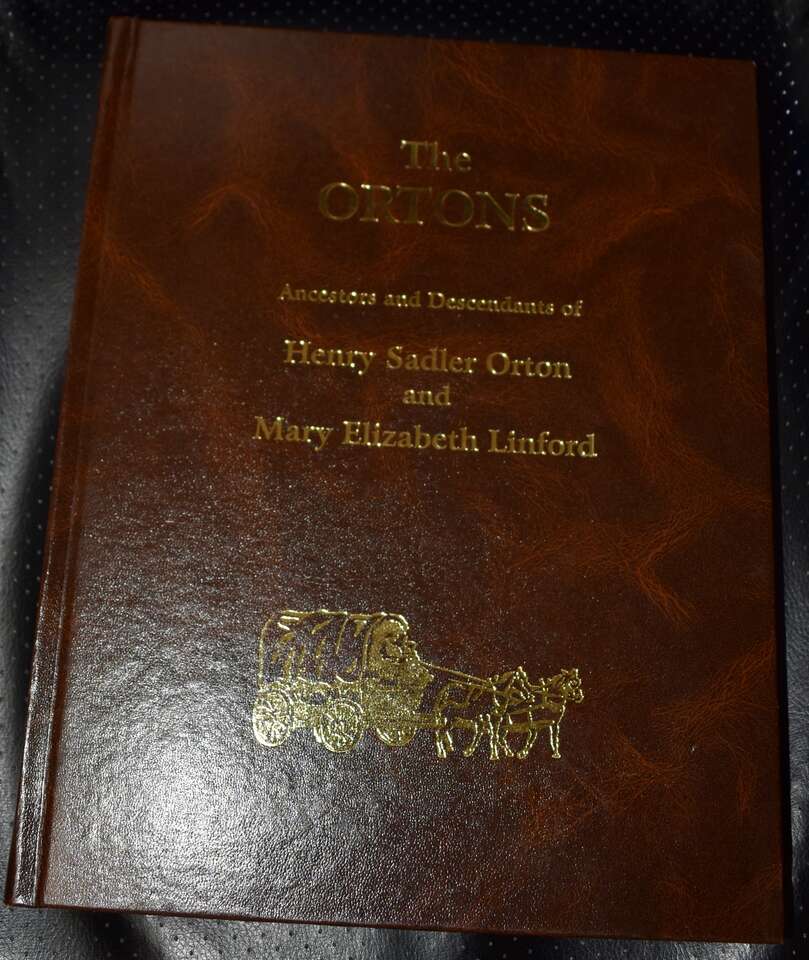 The
ORTONS
Ancestors and Descendants of
Henry Sadler Orton
and
Mary Elizabeth Linford